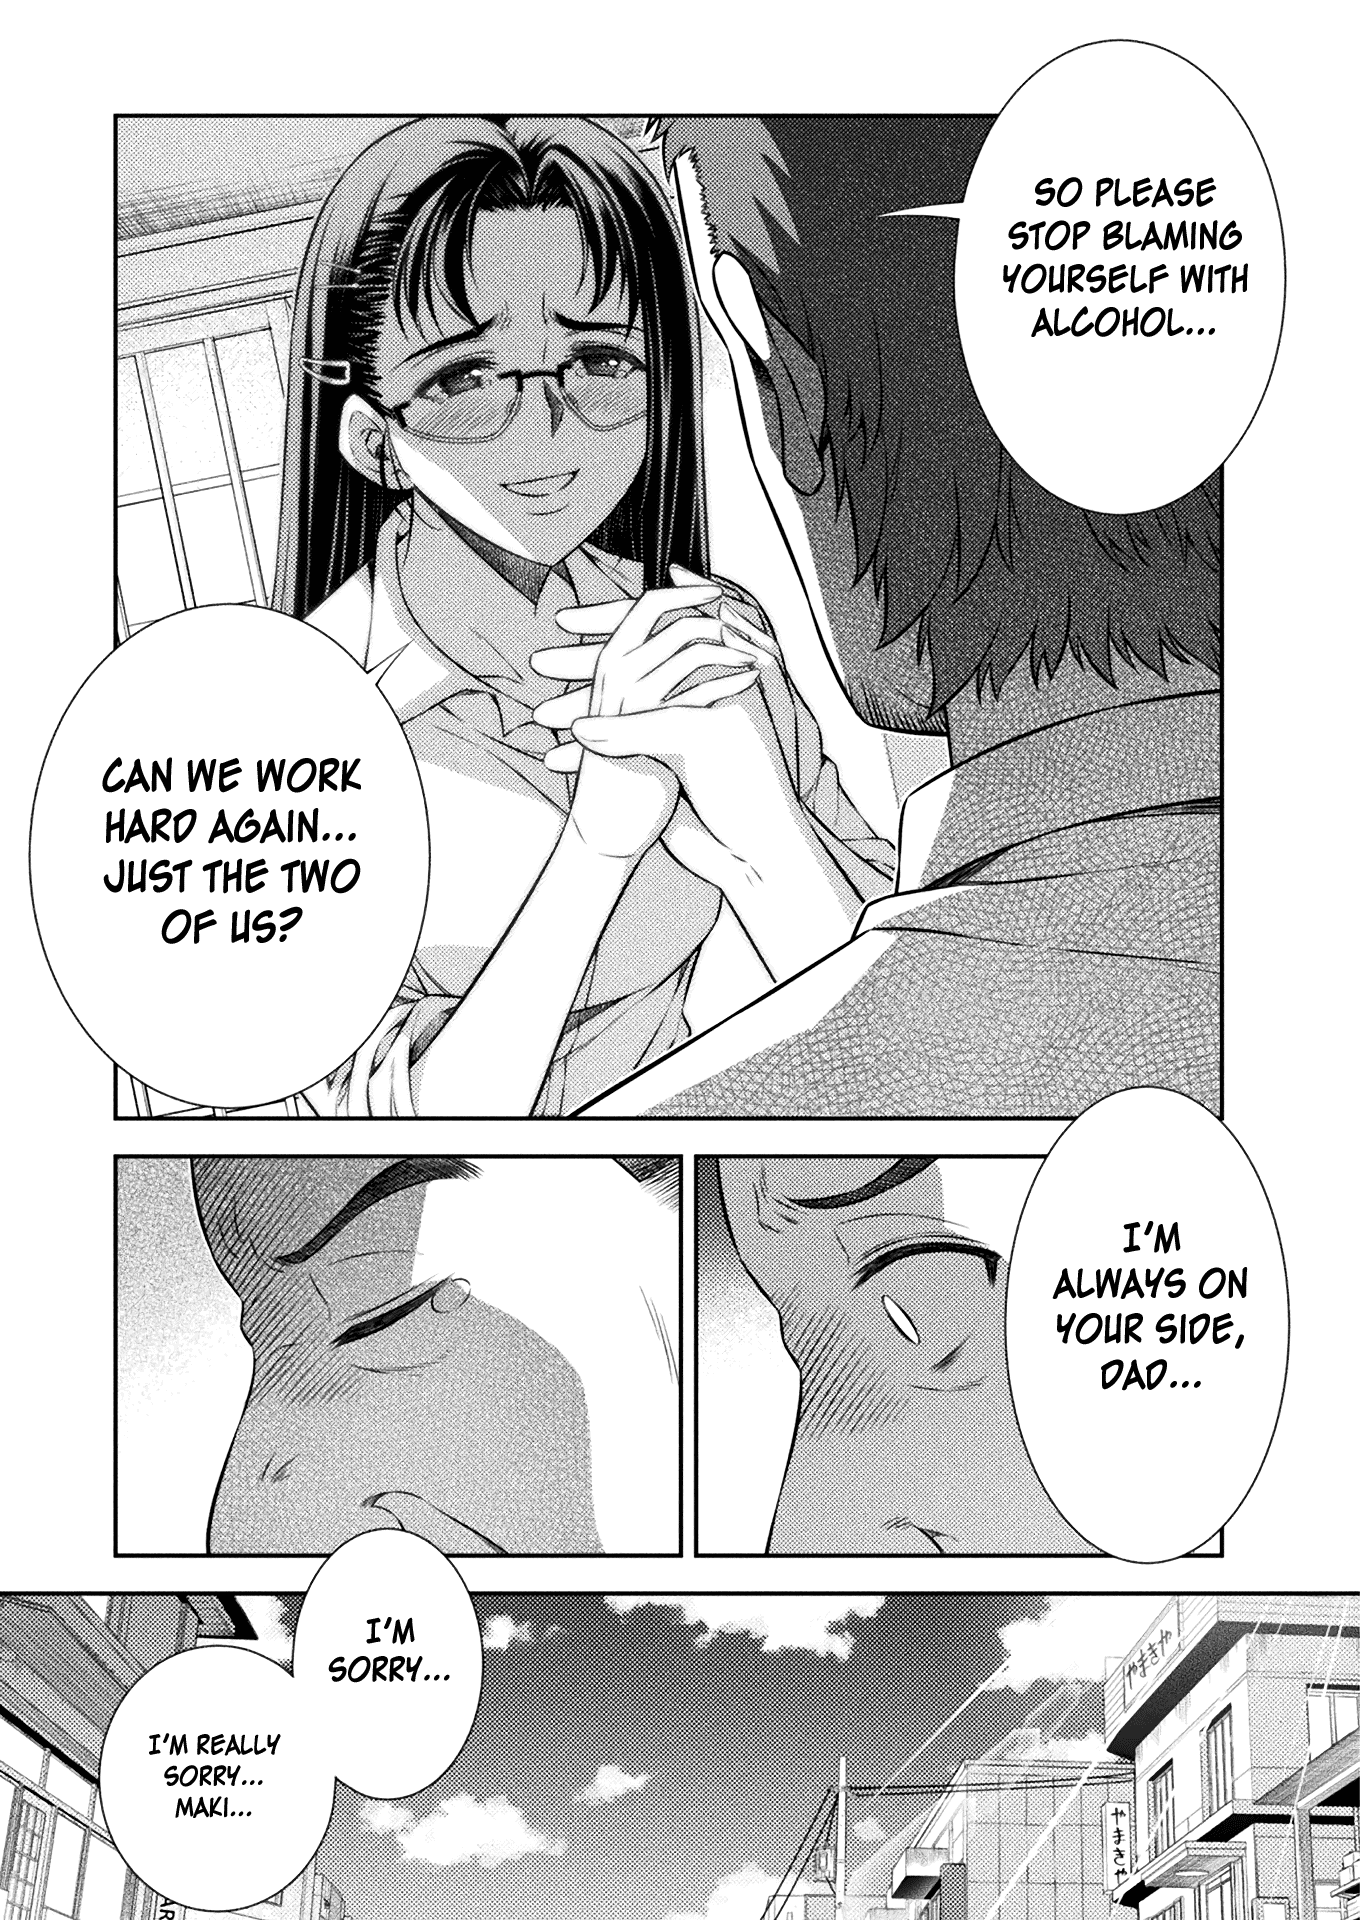 SO PLEASE
STOP BLAMING
YOURSELF WITH
ALCOHOL...
CAN WE WORK
HARD AGAIN...
JUST THE TWO
OF US?
I'M
ALWAYS ON
YOUR SIDE,
DAD...
I'M
SORRY...
I'M REALLY
SORRY...
MAKI...
やまきや
やまきや